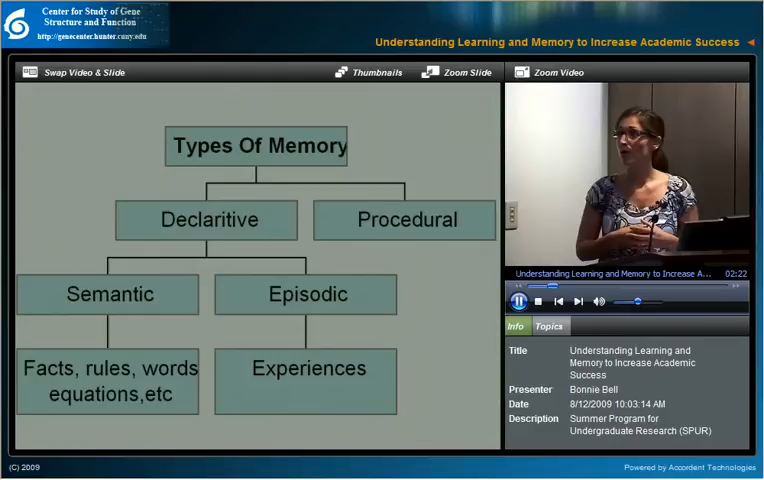 Center for Study of Gene
Structure and Function
http://genecenter.hunter.cuny.edu
Understanding Learning and Memory to Increase Academic Success
Swap Video & Slide
Thumbnails
Zoom Slide
Zoom Video
Types Of Memory
Declaritive
Procedural
Semantic
Episodic
Facts, rules, words
equations,etc
Experiences
Understanding Learning and Memory to Increase A...
02:22
Info
Topics
Title
Understanding Learning and
Memory to Increase Academic
Success
Presenter
Bonnie Bell
Date
8/12/2009 10:03:14 AM
Description
Summer Program for
Undergraduate Research (SPUR)
(C) 2009
Powered by Accordent Technologies